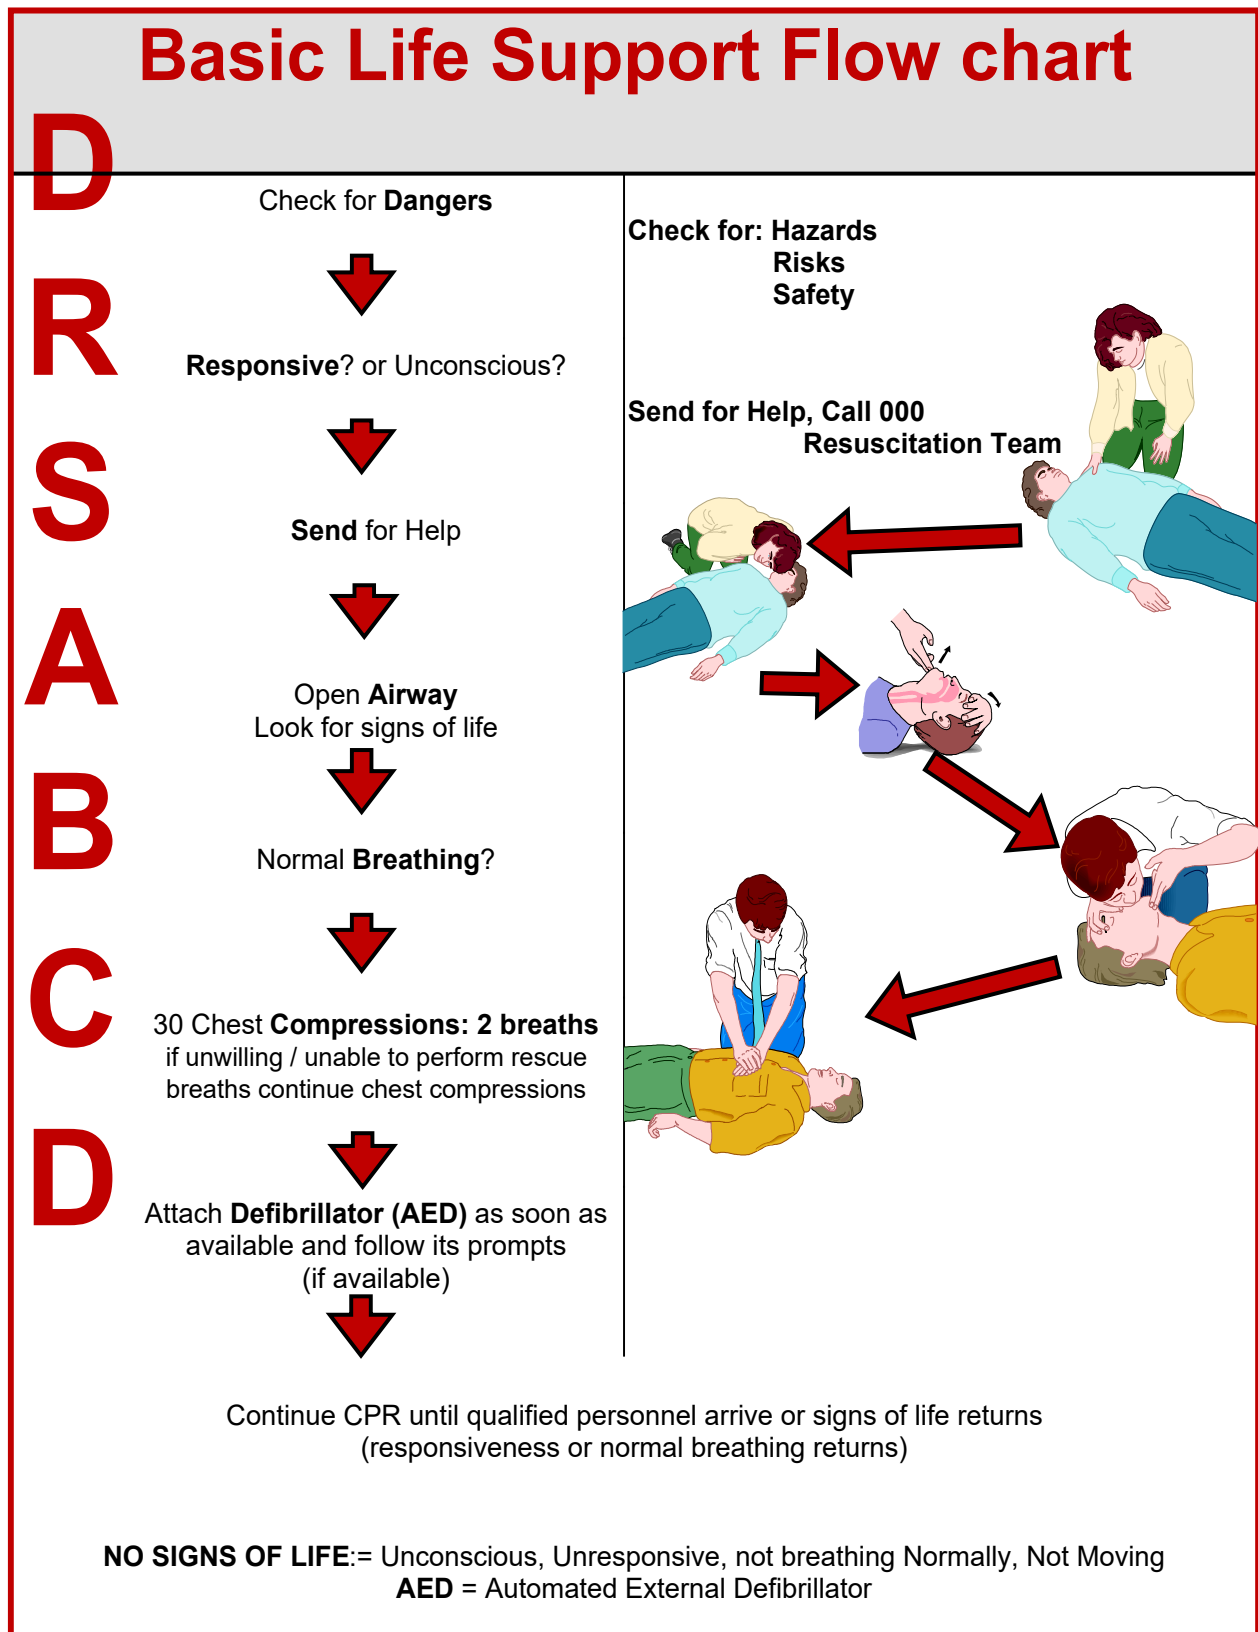 Basic Life Support Flow chart
D
Check for Dangers
Check for: Hazards
Risks
Safety
R
Responsive? or Unconscious?
Send for Help, Call 000
Resuscitation Team
S
Send for Help
A
Open Airway
Look for signs of life
B
Normal Breathing?
C
30 Chest Compressions: 2 breaths
if unwilling / unable to perform rescue
breaths continue chest compressions
D
Attach Defibrillator (AED) as soon as
available and follow its prompts
(if available)
Continue CPR until qualified personnel arrive or signs of life returns
(responsiveness or normal breathing returns)
NO SIGNS OF LIFE:= Unconscious, Unresponsive, not breathing Normally, Not Moving
AED = Automated External Defibrillator